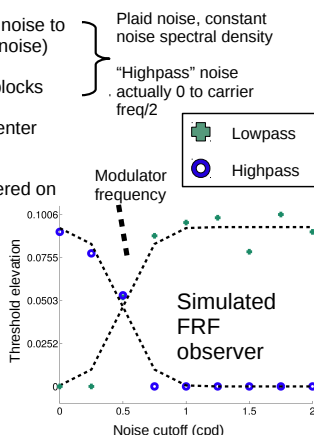 noise to
noise)
Plaid noise, constant
noise spectral density
"Highpass" noise
actually 0 to carrier
freq/2
locks
enter
ered on
Lowpass
Highpass
Modulator
frequency
Simulated
FRF
observer
Threshold elevation
0.1006
0.0755
0.0503
0.0252
0
0
0.5
1
1.5
2
Noise cutoff (cpd)